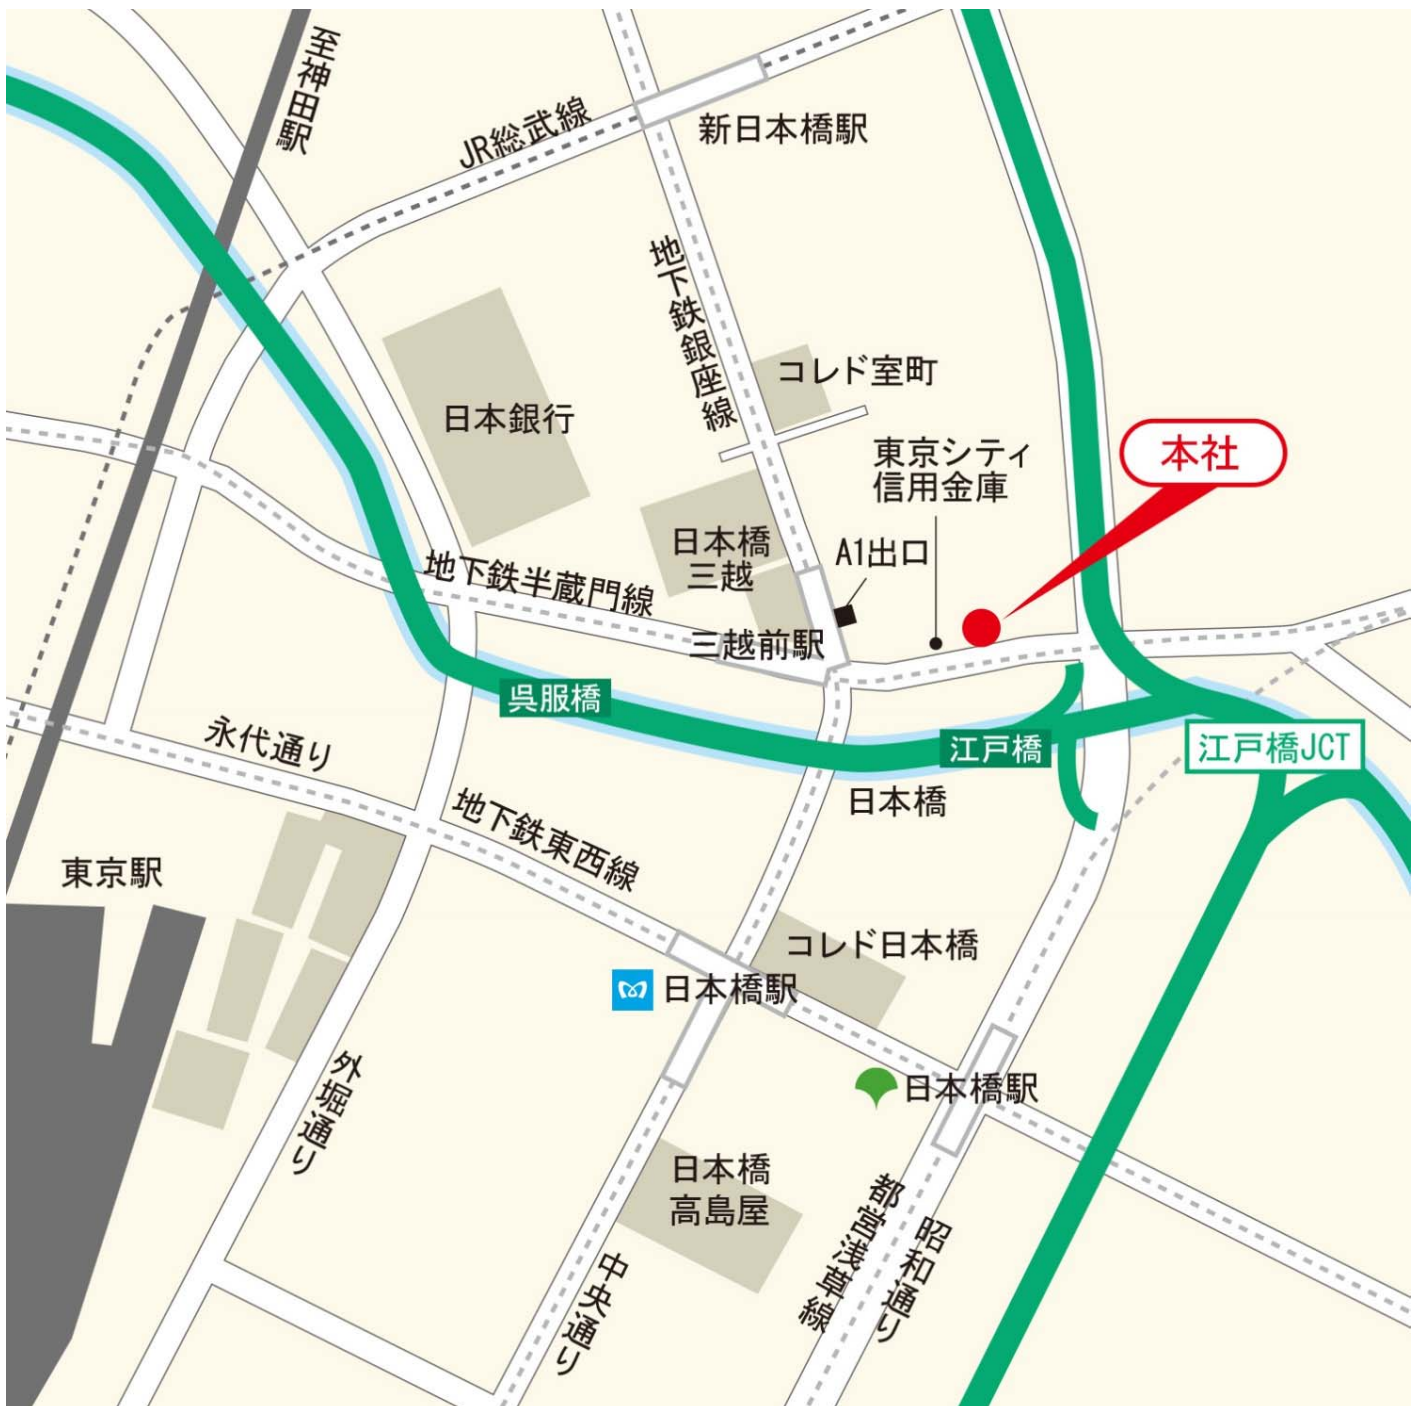 至神田駅
JR総武線
新日本橋駅
地下鉄銀座線
コレド室町
日本銀行
東京シティ
信用金庫
本社
日本橋
三越
A1出口
地下鉄半蔵門線
三越前駅
呉服橋
永代通り
江戸橋
江戸橋JCT
日本橋
地下鉄東西線
東京駅
コレド日本橋
日本橋駅
外堀通り
日本橋駅
日本橋
高島屋
都営浅草線
昭和通り
中央通り